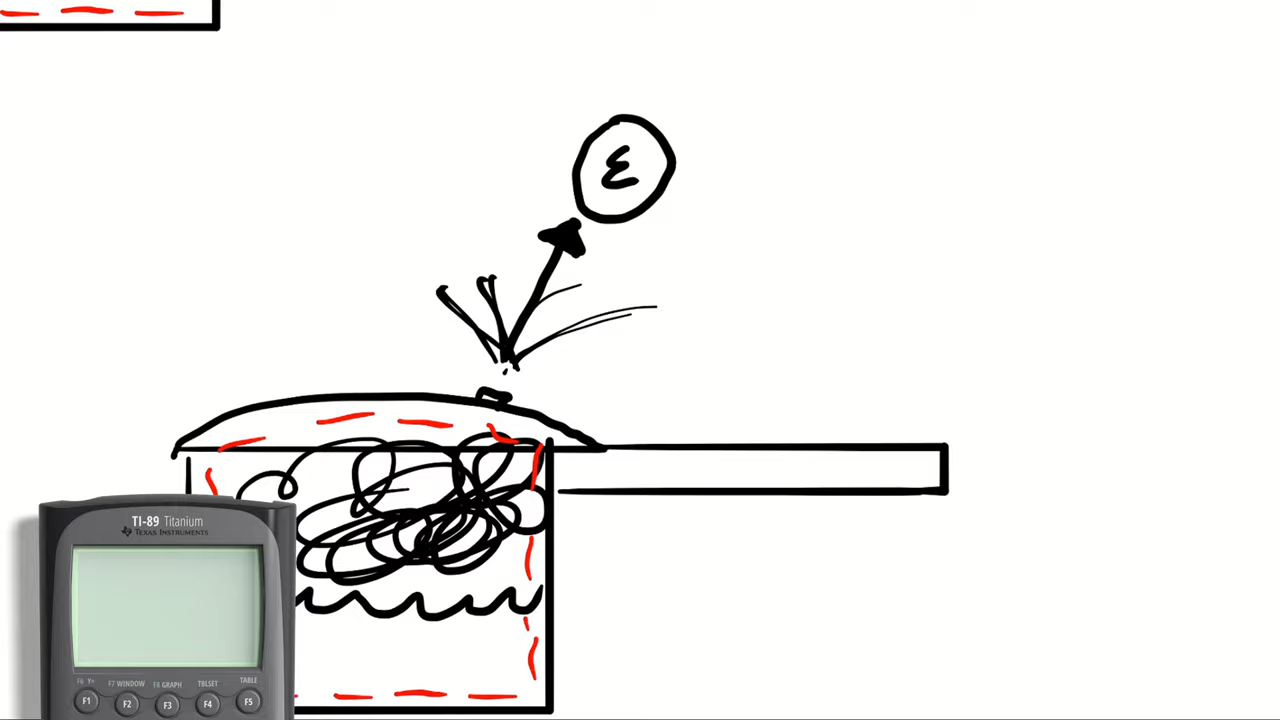 ε
TI-89 Titanium
TEXAS INSTRUMENTS
F6 Y= F7 WINDOW F8 GRAPH TBLSET TABLE
F1 F2 F3 F4 F5